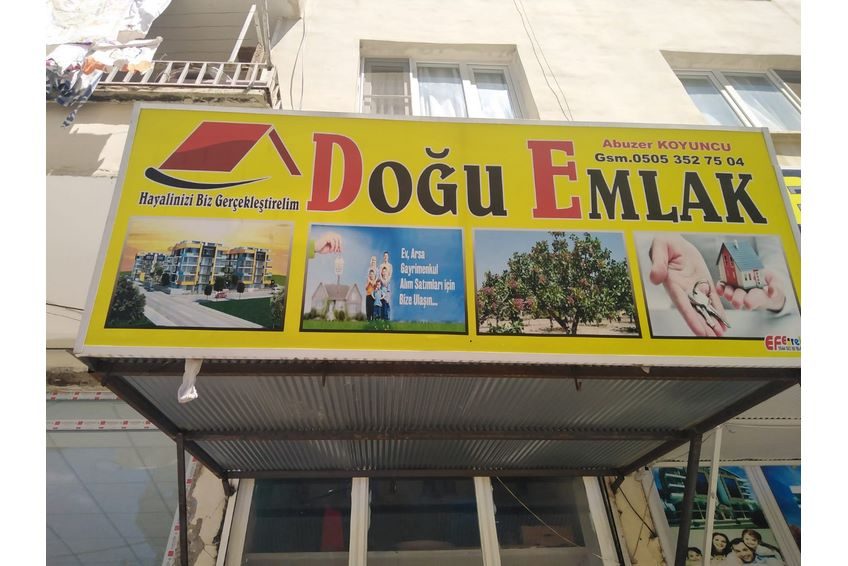 Abuzer KOYUNCU
Gsm.0505 352 75 04
DOĞU EMLAK
Hayalinizi Biz Gerçekleştirelim
Ev, Arsa
Gayrimenkul
Alım Satımları için
Bize Ulaşın...
EFE